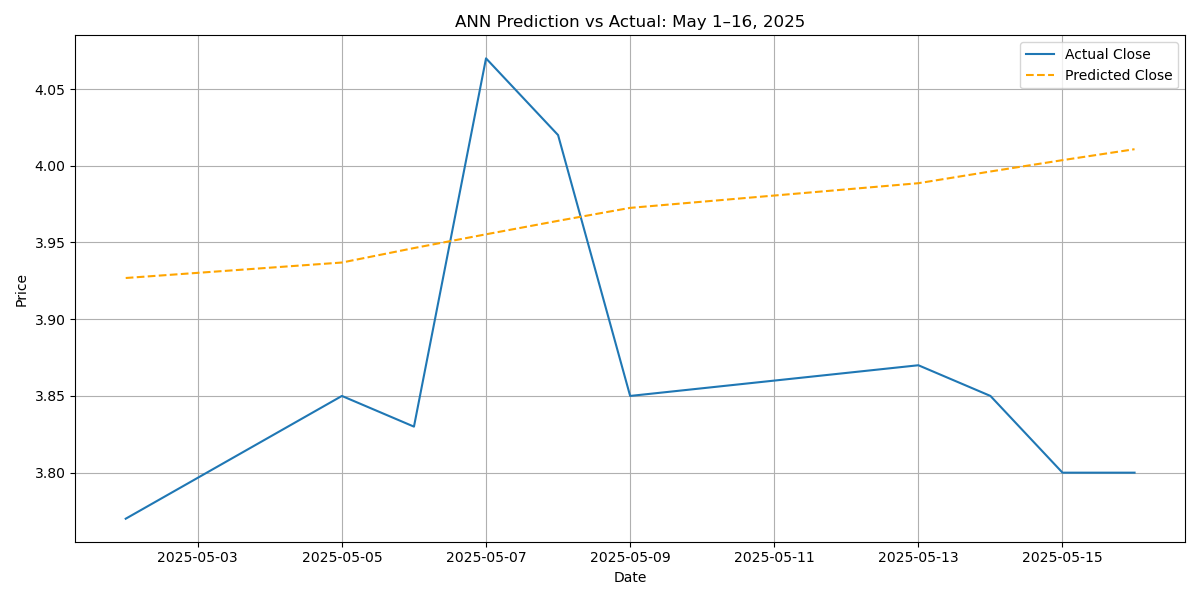 ANN Prediction vs Actual: May 1–16, 2025
Actual Close
Predicted Close
Price
4.05
4.00
3.95
3.90
3.85
3.80
2025-05-03 2025-05-05 2025-05-07 2025-05-09 2025-05-11 2025-05-13 2025-05-15
Date